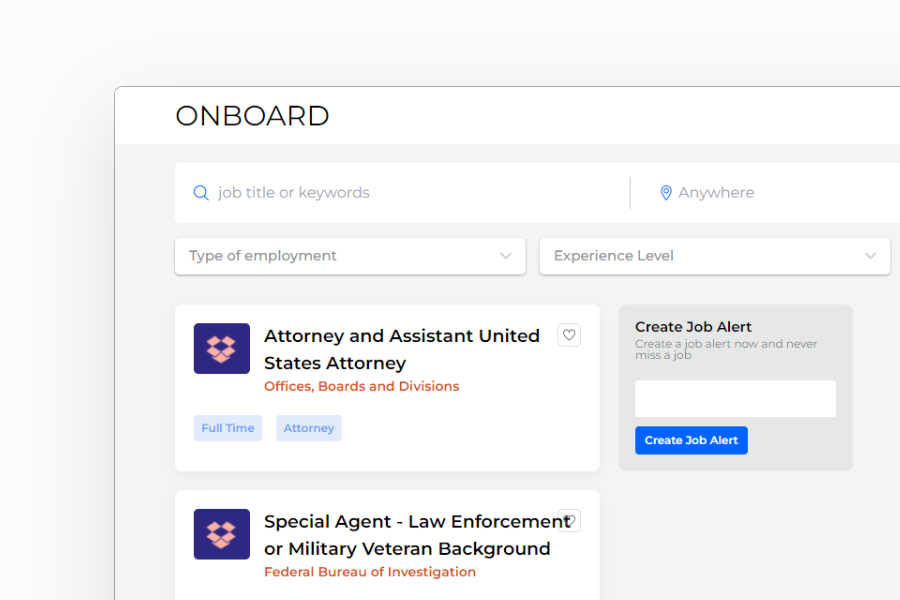 ONBOARD
job title or keywords
Anywhere
Type of employment
Experience Level
Attorney and Assistant United
States Attorney
Offices, Boards and Divisions
Full Time
Attorney
Create Job Alert
Create a job alert now and never
miss a job
Create Job Alert
Special Agent - Law Enforcement
or Military Veteran Background
Federal Bureau of Investigation